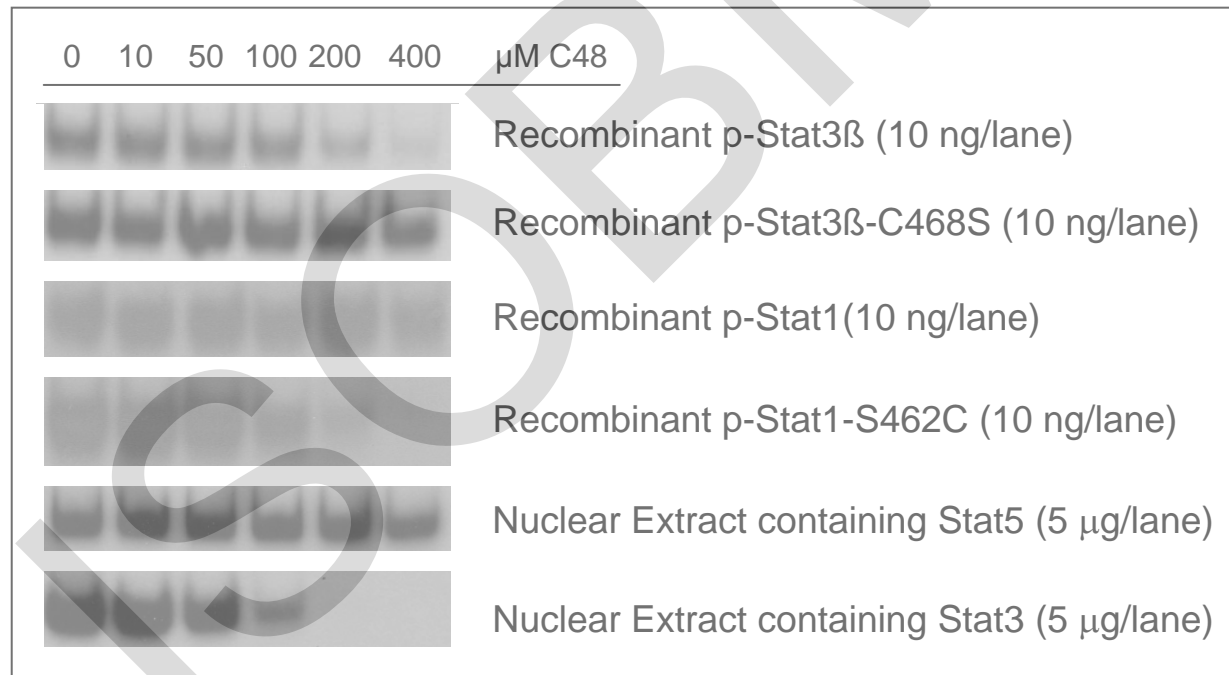 0 10 50 100 200 400 µM C48
Recombinant p-Stat3ß (10 ng/lane)
Recombinant p-Stat3ß-C468S (10 ng/lane)
Recombinant p-Stat1(10 ng/lane)
Recombinant p-Stat1-S462C (10 ng/lane)
Nuclear Extract containing Stat5 (5 µg/lane)
Nuclear Extract containing Stat3 (5 µg/lane)